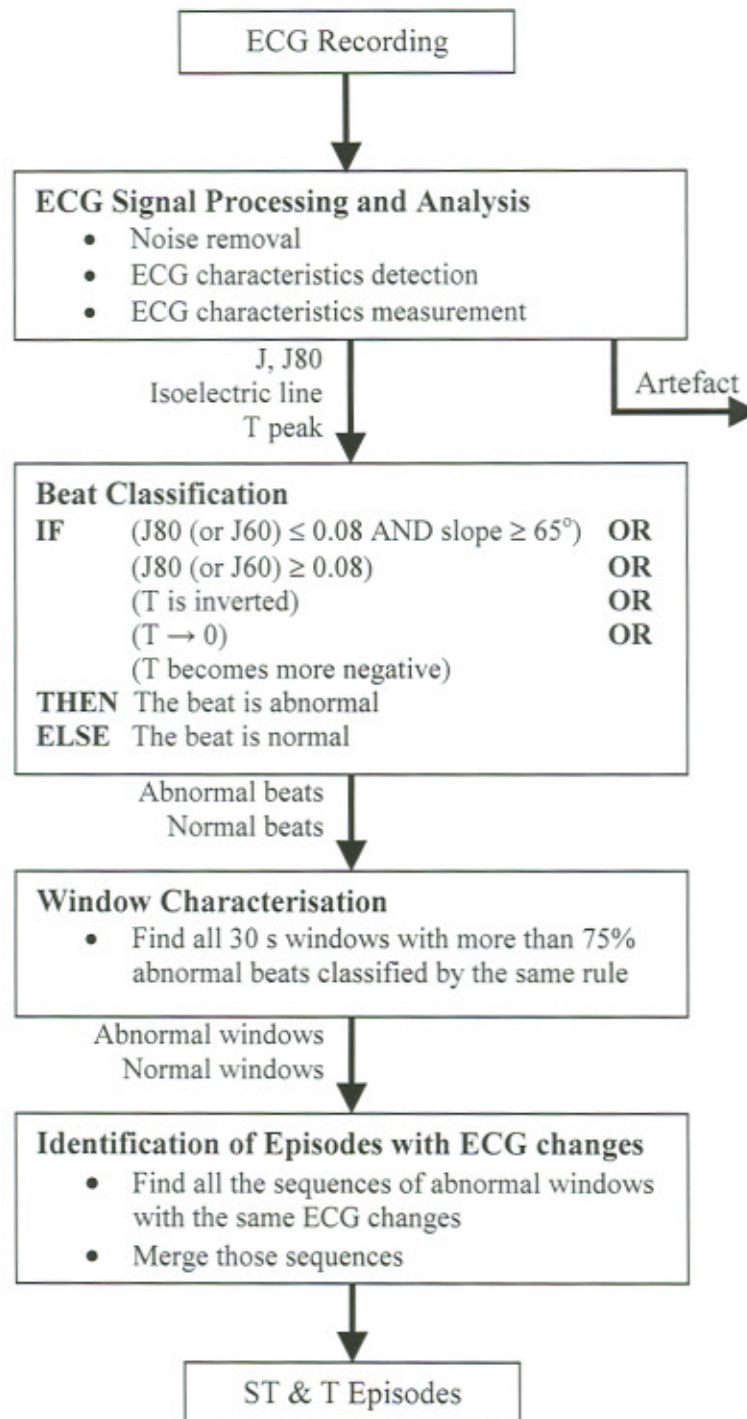 ECG Recording
ECG Signal Processing and Analysis
• Noise removal
• ECG characteristics detection
• ECG characteristics measurement
J, J80
Isoelectric line
T peak
Artefact
Beat Classification
IF (J80 (or J60) ≤ 0.08 AND slope ≥ 65°) OR
(J80 (or J60) ≥ 0.08) OR
(T is inverted) OR
(T → 0) OR
(T becomes more negative)
THEN The beat is abnormal
ELSE The beat is normal
Abnormal beats
Normal beats
Window Characterisation
• Find all 30 s windows with more than 75%
abnormal beats classified by the same rule
Abnormal windows
Normal windows
Identification of Episodes with ECG changes
• Find all the sequences of abnormal windows
with the same ECG changes
• Merge those sequences
ST & T Episodes